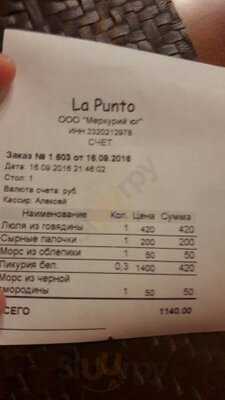 La Punto
ООО "Меркурий юг"
ИНН 2320212978
СЧЕТ
Заказ № 1 603 от 16.09.2016
Дата: 16.09.2016 21:46:02
Стол: 1
Валюта счета: руб.
Кассир: Алексей
Наименование Кол. Цена Сумма
Люля из говядины 1 420 420
Сырные палочки 1 200 200
Морс из облепихи 1 50 50
Пикурия бел. 0,3 1400 420
Морс из черной
смородины 1 50 50
ВСЕГО 1140.00